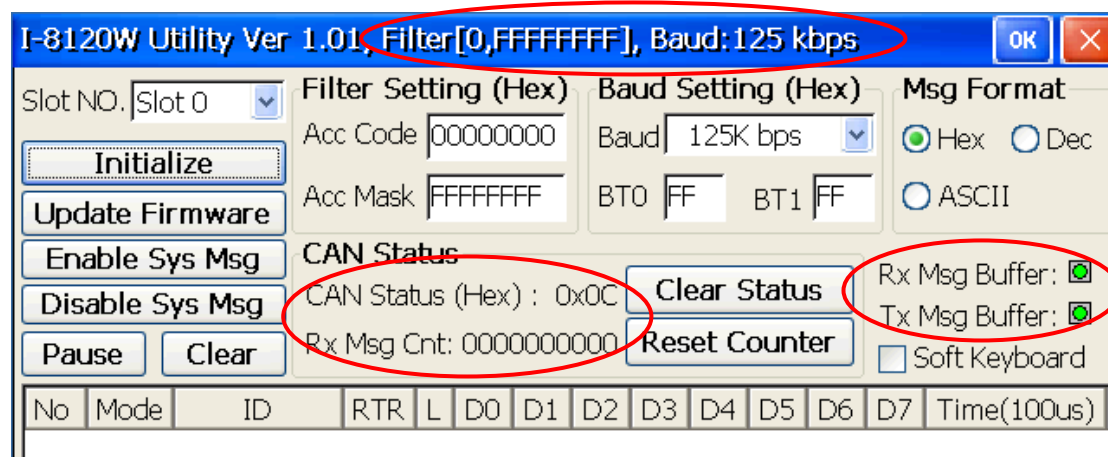 I-8120W Utility Ver 1.01, Filter[0,FFFFFFFF], Baud:125 kbps OK
Slot NO. Slot 0
Initialize
Update Firmware
Enable Sys Msg
Disable Sys Msg
Pause Clear
Filter Setting (Hex)
Acc Code 00000000
Acc Mask FFFFFFFF
Baud Setting (Hex)
Baud 125K bps
BT0 FF BT1 FF
Msg Format
Hex Dec
ASCII
CAN Status
CAN Status (Hex) : 0x0C Clear Status
Rx Msg Cnt: 0000000000 Reset Counter
Rx Msg Buffer:
Tx Msg Buffer:
Soft Keyboard
No Mode ID RTR L D0 D1 D2 D3 D4 D5 D6 D7 Time(100us)